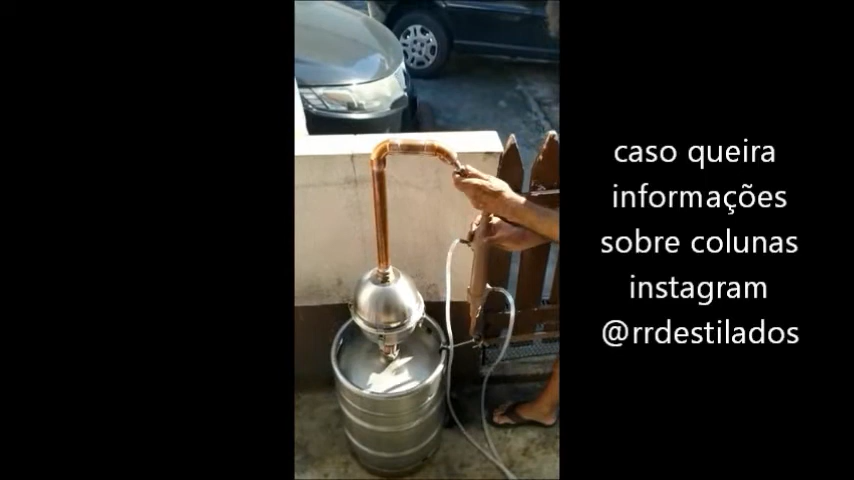 caso queira
informações
sobre colunas
instagram
@rrdestilados